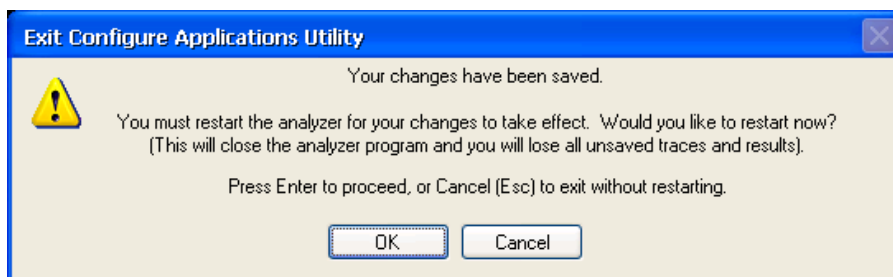 Exit Configure Applications Utility
Your changes have been saved.
You must restart the analyzer for your changes to take effect.  Would you like to restart now?
(This will close the analyzer program and you will lose all unsaved traces and results).
Press Enter to proceed, or Cancel (Esc) to exit without restarting.
OK Cancel